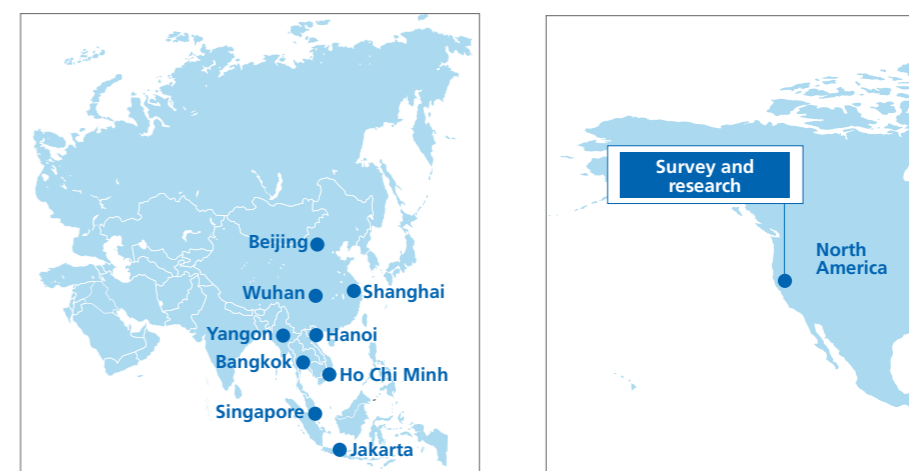 Beijing
Wuhan
Shanghai
Yangon
Hanoi
Bangkok
Ho Chi Minh
Singapore
Jakarta
Survey and
research
North
America